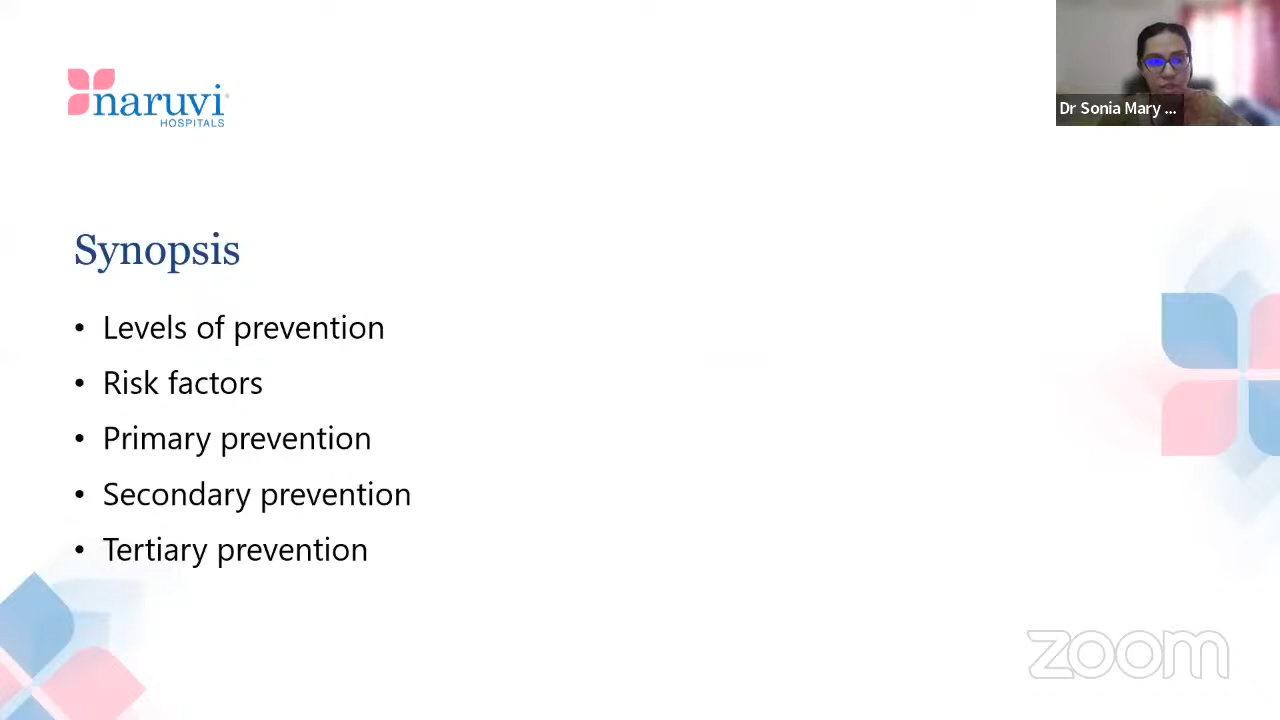 naruvi
HOSPITALS
Dr Sonia Mary ...
Synopsis
• Levels of prevention
• Risk factors
• Primary prevention
• Secondary prevention
• Tertiary prevention
zoom